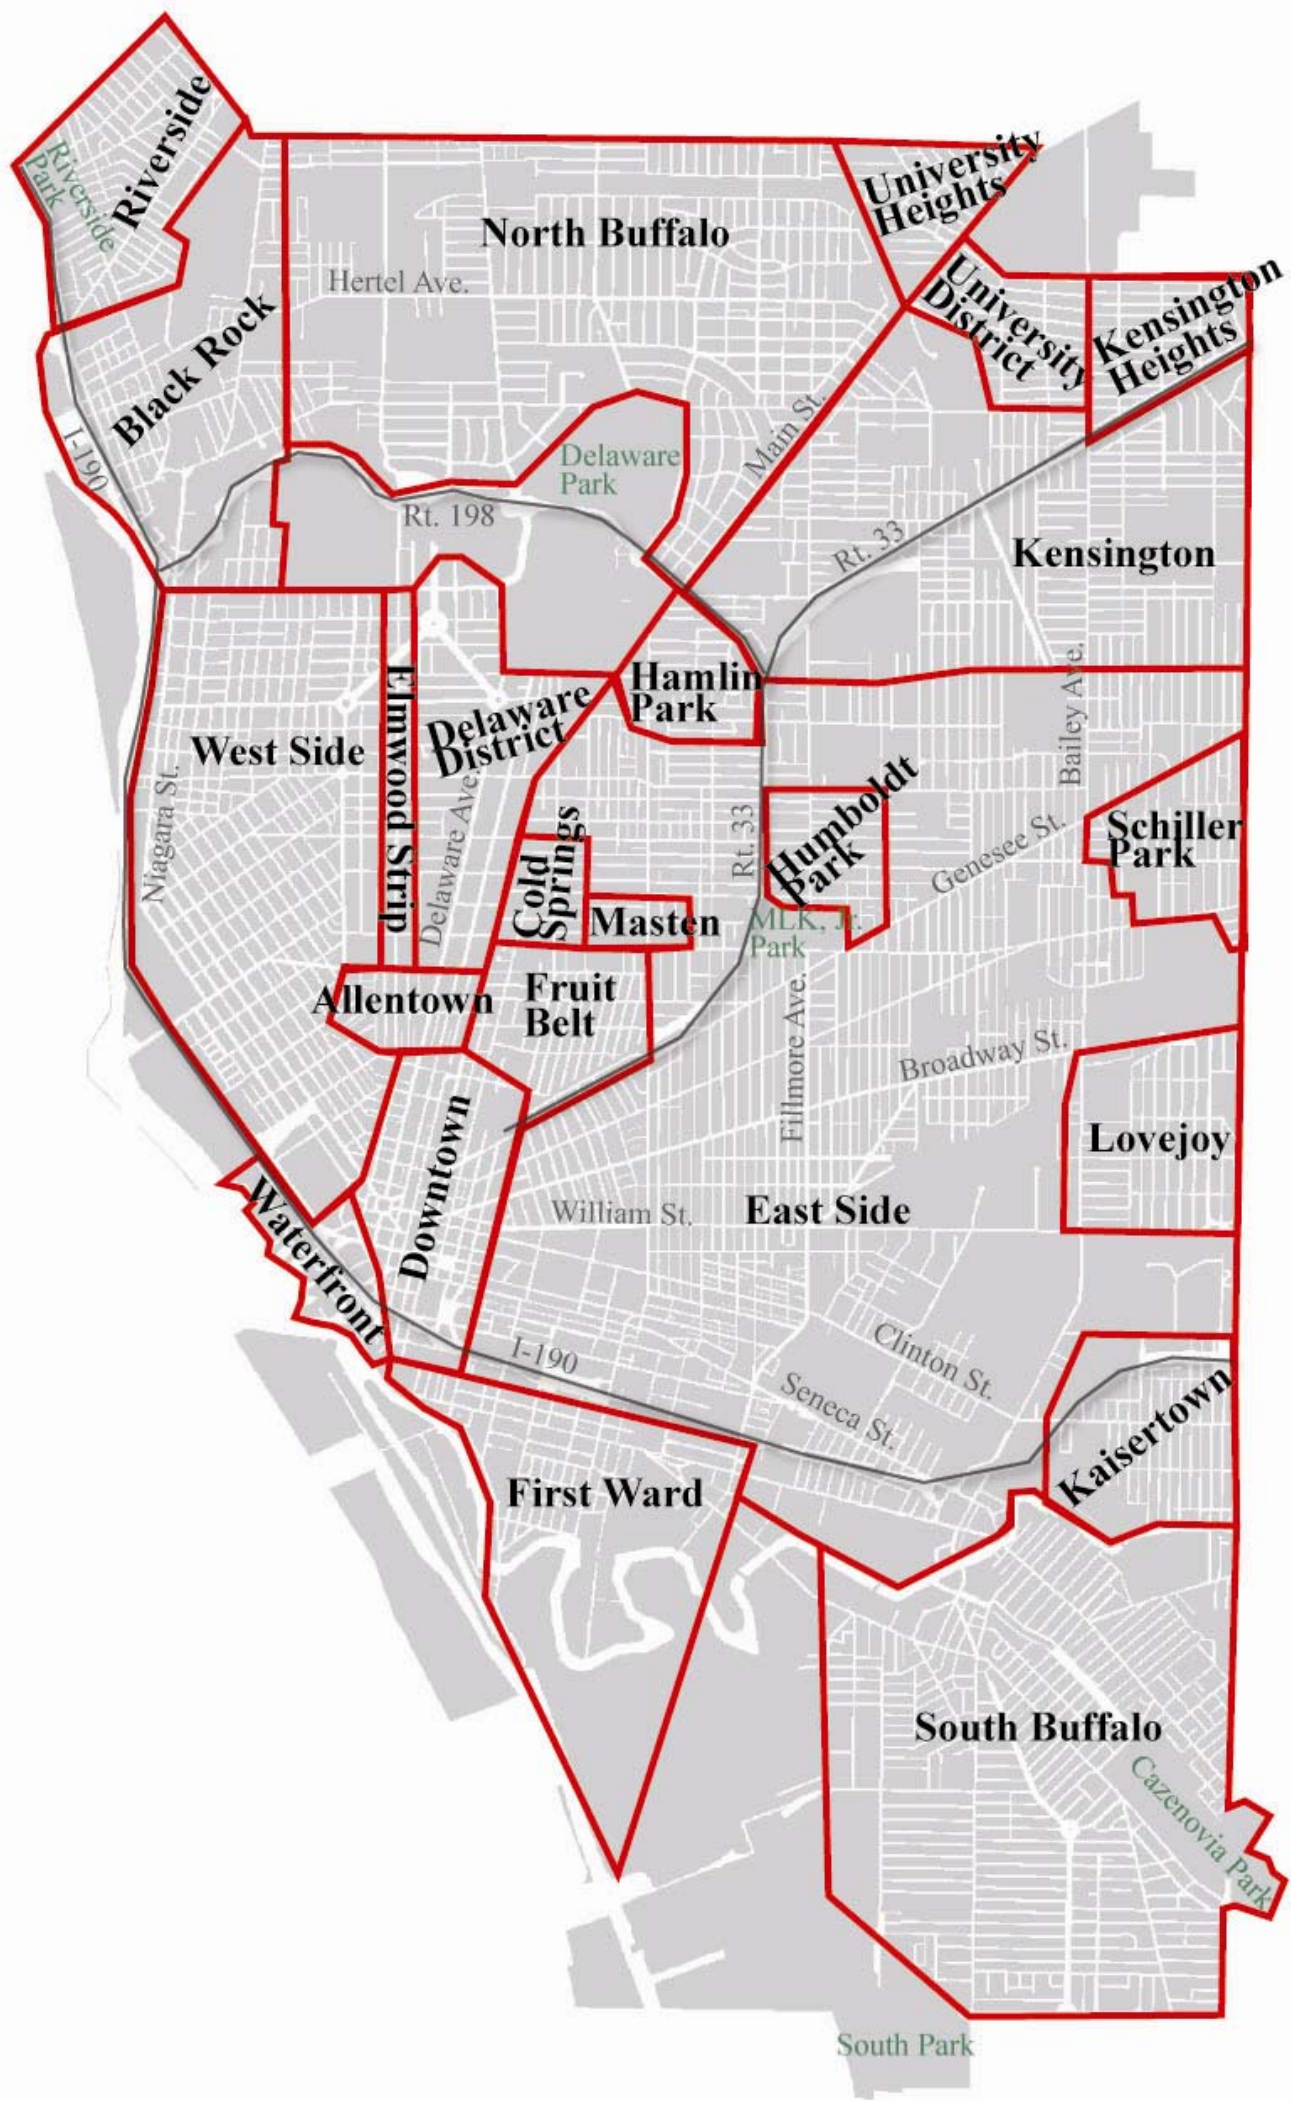 Riverside
Riverside
Park
University
Heights
North Buffalo
Hertel Ave.
University
District
Kensington
Heights
Black Rock
Main St.
Delaware
Park
I-190
Rt. 198
Rt. 33
Kensington
Hamlin
Park
Elmwood Strip
Delaware
District
West Side
Bailey Ave.
Niagara St.
Delaware Ave.
Cold
Springs
Rt. 33
Humboldt
Park
Genesee St.
Schiller
Park
Masten
MLK, Jr.
Park
Allentown
Fruit
Belt
Fillmore Ave.
Broadway St.
Downtown
Lovejoy
William St.
East Side
Waterfront
I-190
Clinton St.
Seneca St.
Kaisertown
First Ward
South Buffalo
Cazenovia Park
South Park